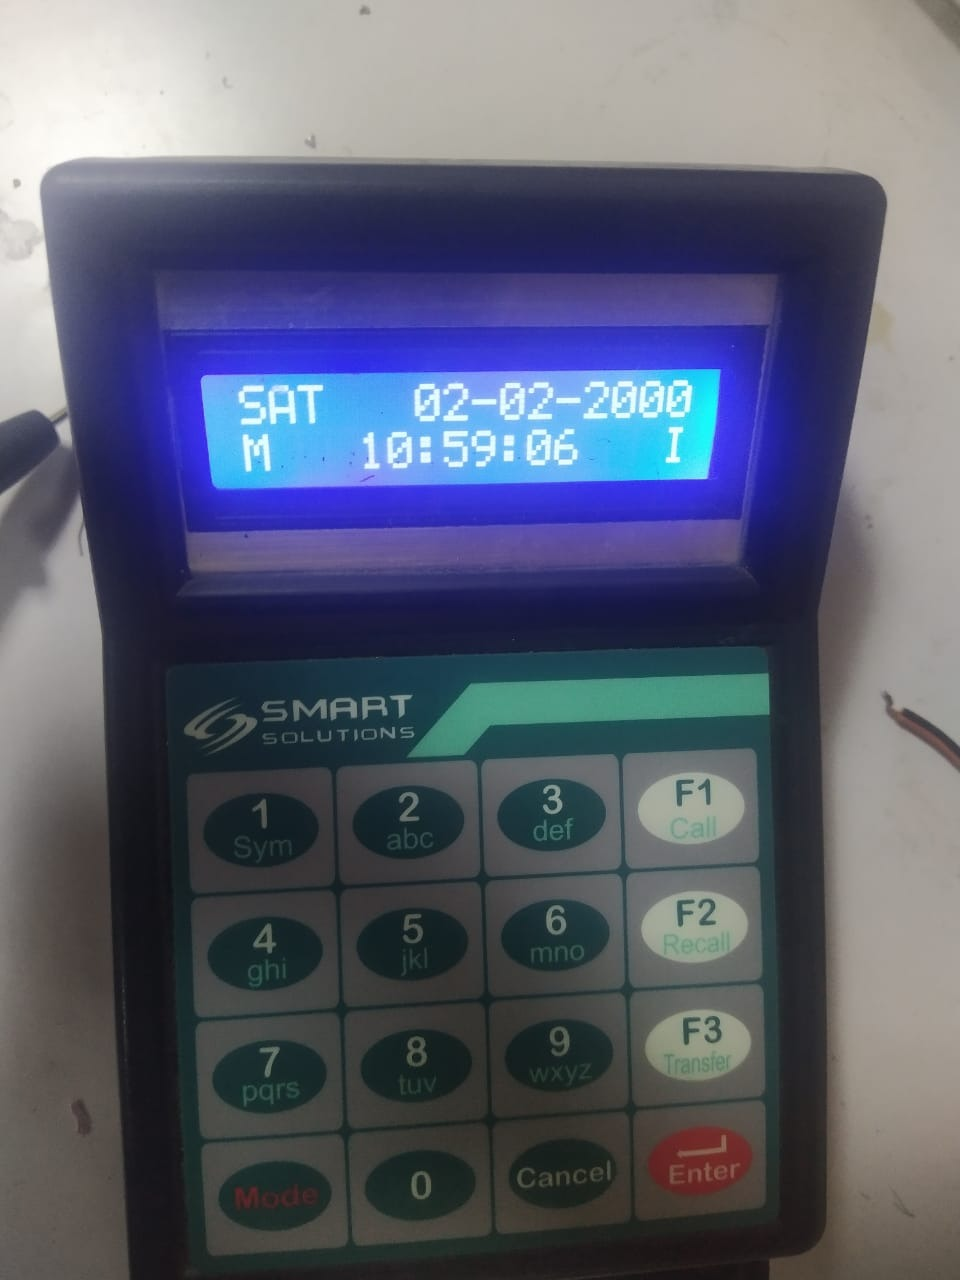 SAT 02-02-2000
M 10:59:06 I
SMART
SOLUTIONS
1 2 3 F1
Sym abc def Call
4 5 6 F2
ghi jkl mno Recall
7 8 9 F3
pqrs tuv wxyz Transfer
Mode 0 Cancel Enter